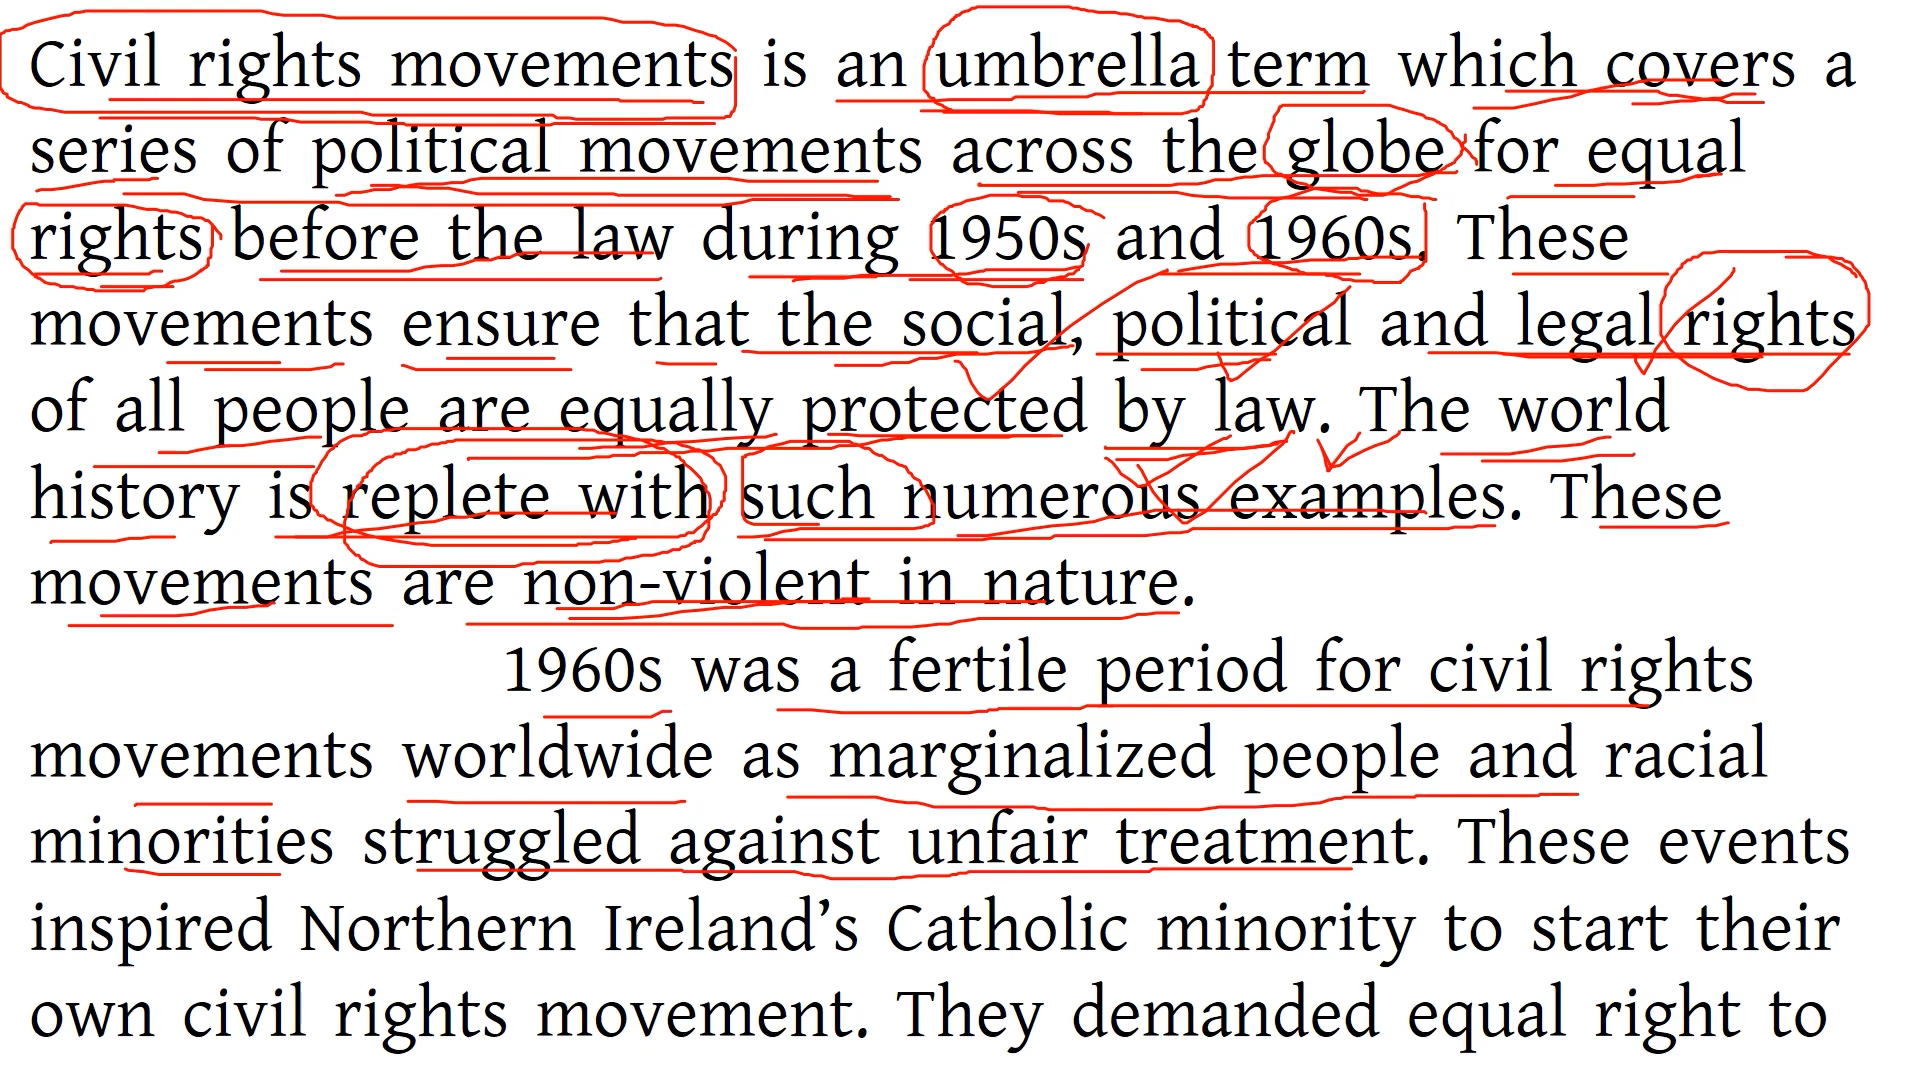 Civil rights movements is an umbrella term which covers a
series of political movements across the globe for equal
rights before the law during 1950s and 1960s. These
movements ensure that the social, political and legal rights
of all people are equally protected by law. The world
history is replete with such numerous examples. These
movements are non-violent in nature.
1960s was a fertile period for civil rights
movements worldwide as marginalized people and racial
minorities struggled against unfair treatment. These events
inspired Northern Ireland’s Catholic minority to start their
own civil rights movement. They demanded equal right to